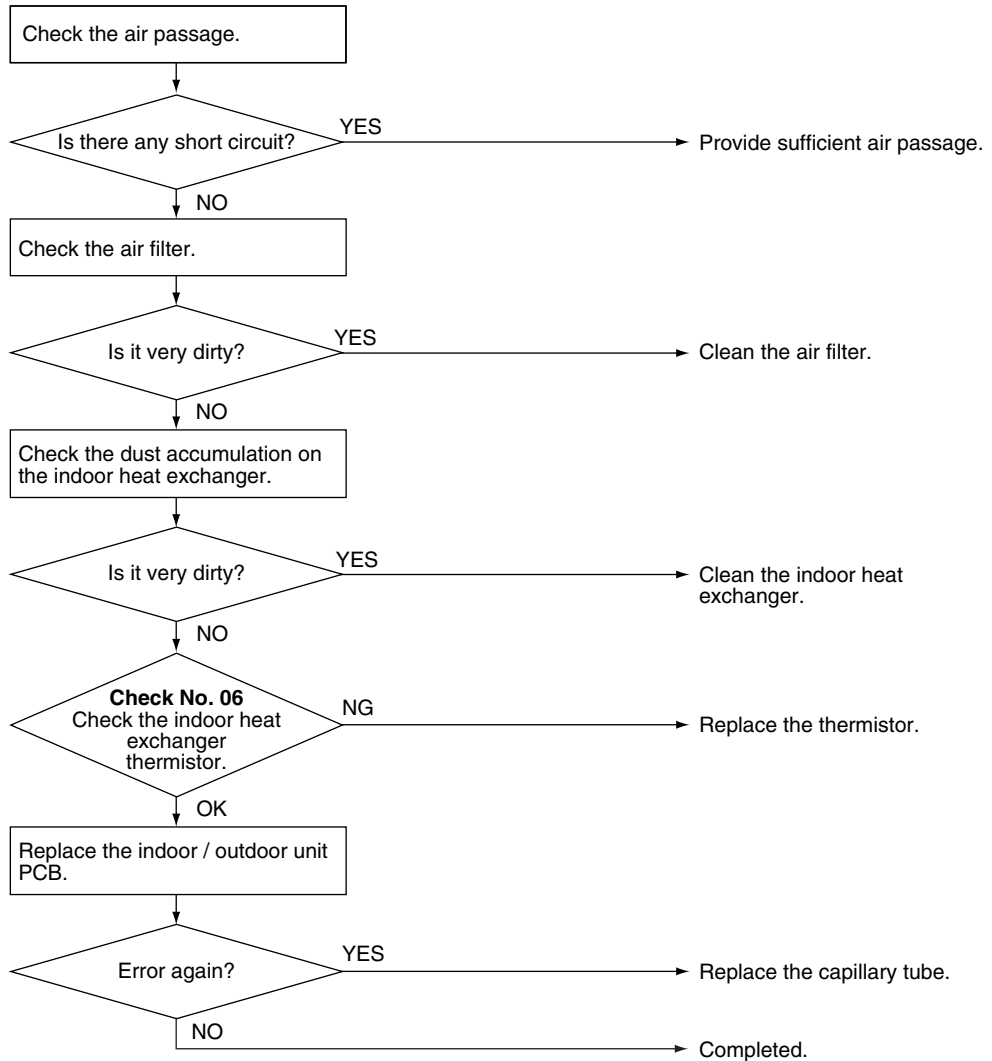 Check the air passage.
Is there any short circuit?
YES
Provide sufficient air passage.
NO
Check the air filter.
Is it very dirty?
YES
Clean the air filter.
NO
Check the dust accumulation on
the indoor heat exchanger.
Is it very dirty?
YES
Clean the indoor heat
exchanger.
NO
Check No. 06
Check the indoor heat
exchanger
thermistor.
NG
Replace the thermistor.
OK
Replace the indoor / outdoor unit
PCB.
Error again?
YES
Replace the capillary tube.
NO
Completed.